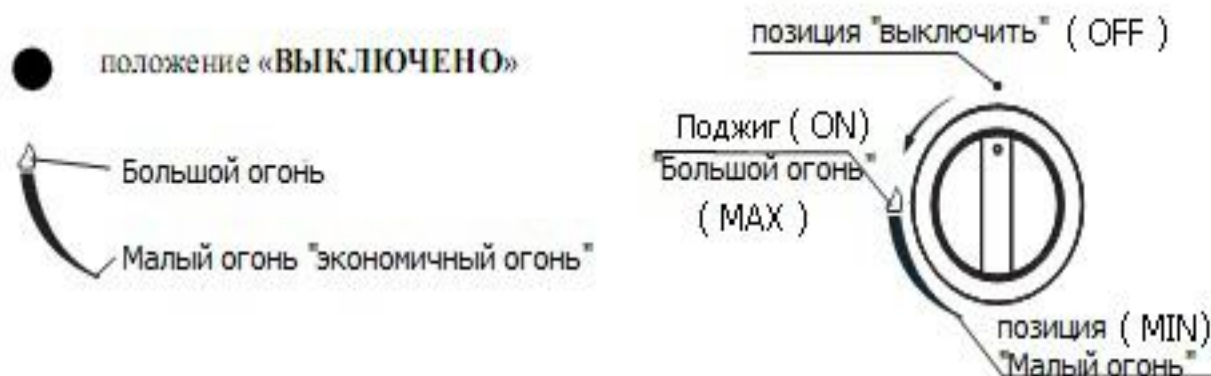 положение «ВЫКЛЮЧЕНО»
Большой огонь
Малый огонь "экономичный огонь"
позиция "выключить" ( OFF )
Поджиг ( ON)
"Большой огонь"
( MAX )
позиция ( MIN)
"Малый огонь"